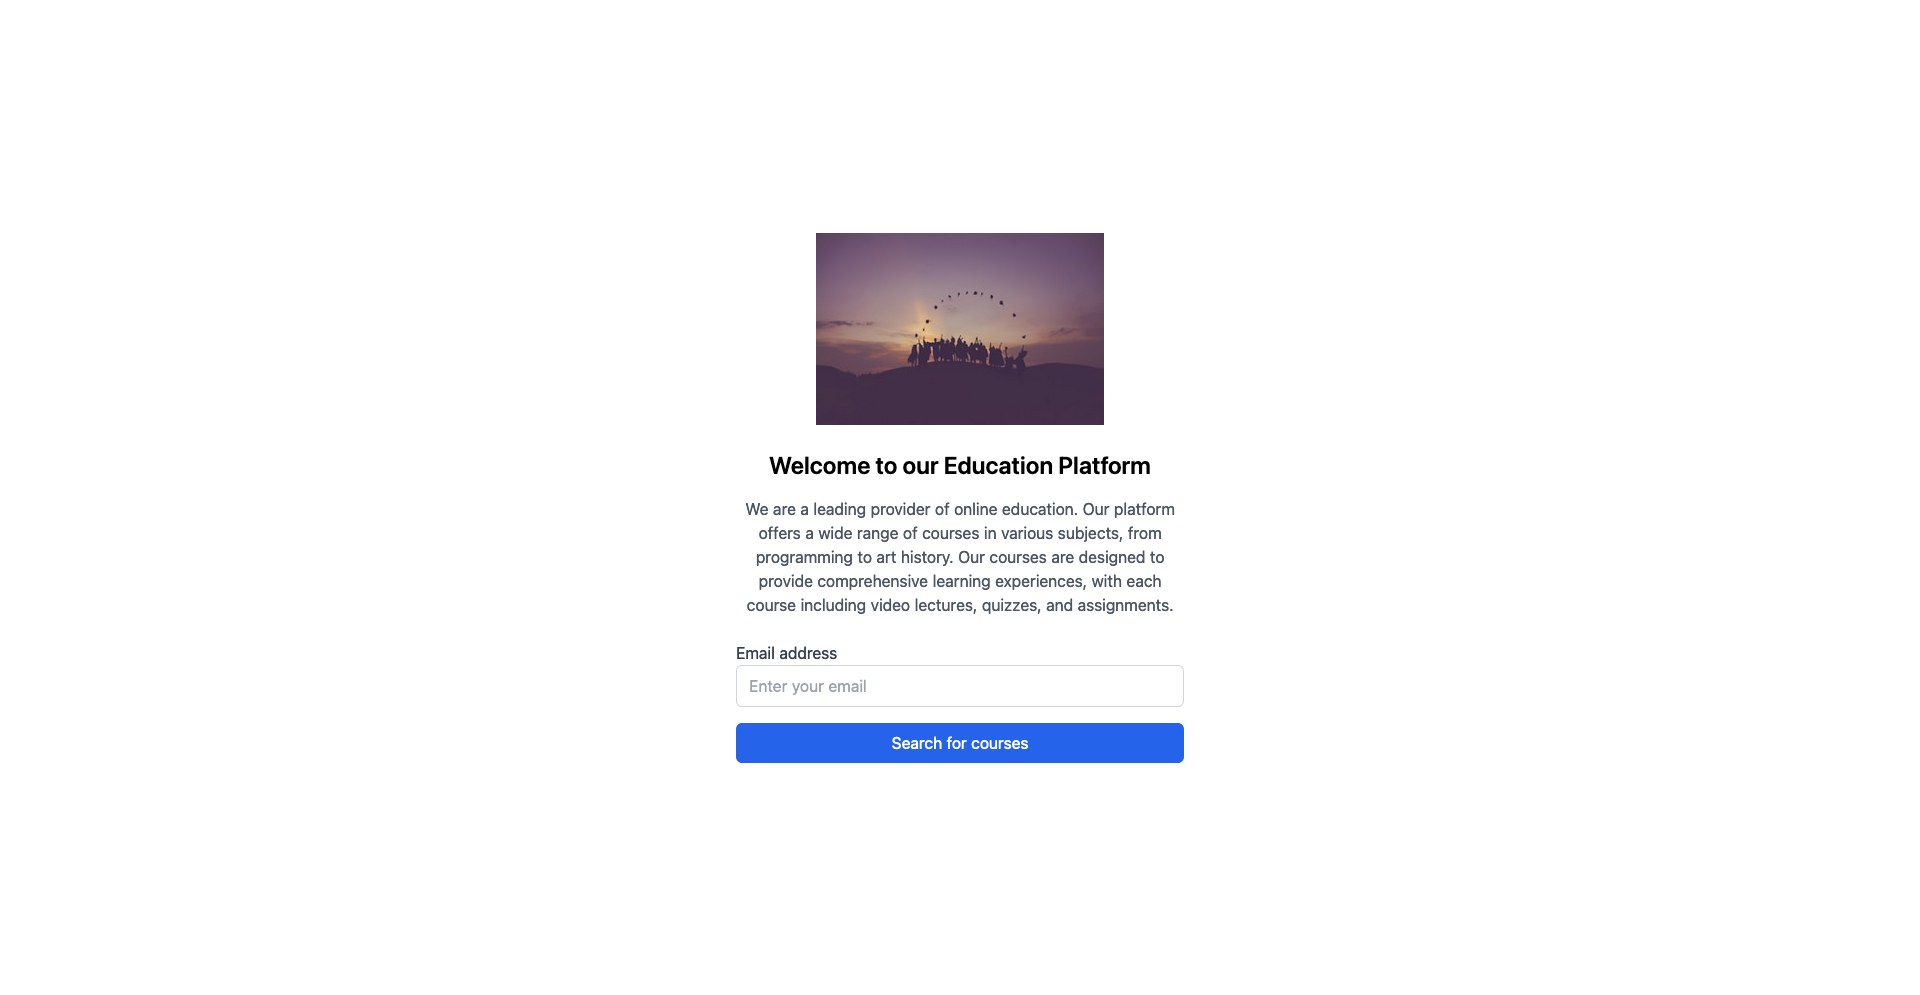 Welcome to our Education Platform
We are a leading provider of online education. Our platform
offers a wide range of courses in various subjects, from
programming to art history. Our courses are designed to
provide comprehensive learning experiences, with each
course including video lectures, quizzes, and assignments.
Email address
Enter your email
Search for courses